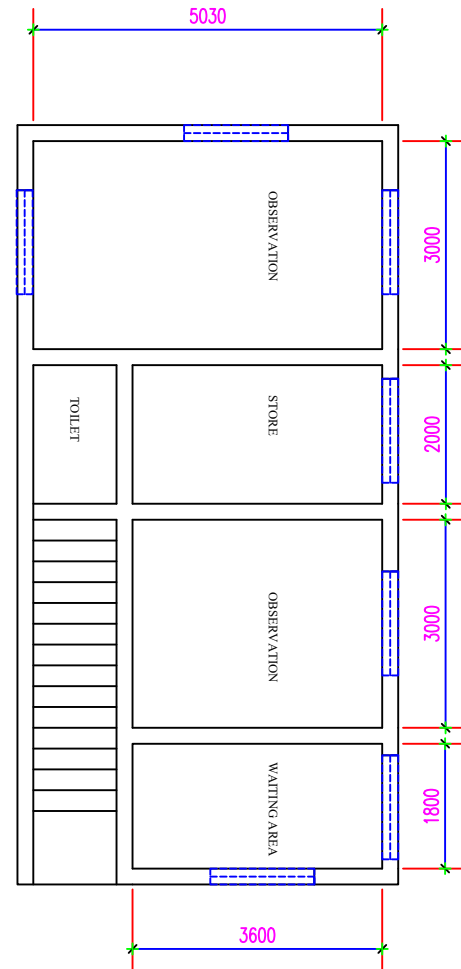 5030
OBSERVATION
3000
TOILET
STORE
2000
OBSERVATION
3000
WAITING AREA
1800
3600